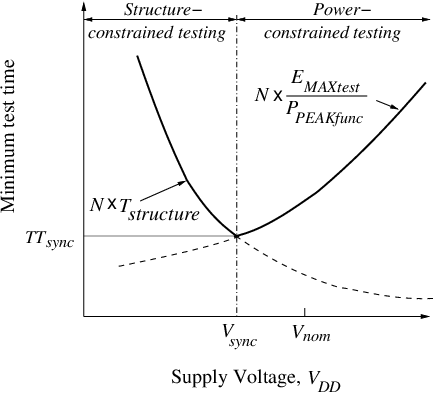 Structure− Power−
constrained testing constrained testing
N x E_MAXtest / P_PEAKfunc
Minimum test time
N x T_structure
TT_sync
V_sync V_nom
Supply Voltage, V_DD